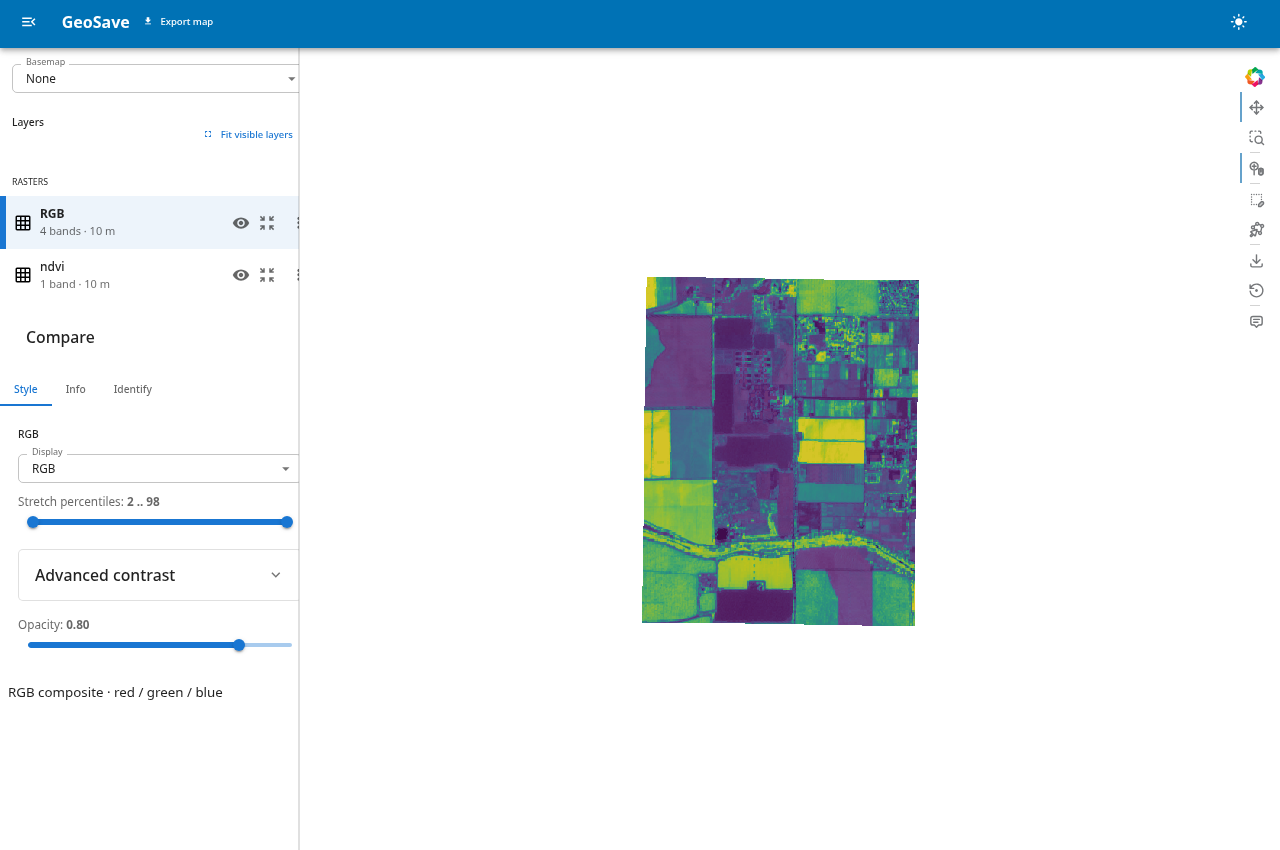 GeoSave
Export map
Basemap
None
Layers
Fit visible layers
RASTERS
RGB
4 bands · 10 m
ndvi
1 band · 10 m
Compare
Style Info Identify
RGB
Display
RGB
Stretch percentiles: 2 .. 98
Advanced contrast
Opacity: 0.80
RGB composite · red / green / blue